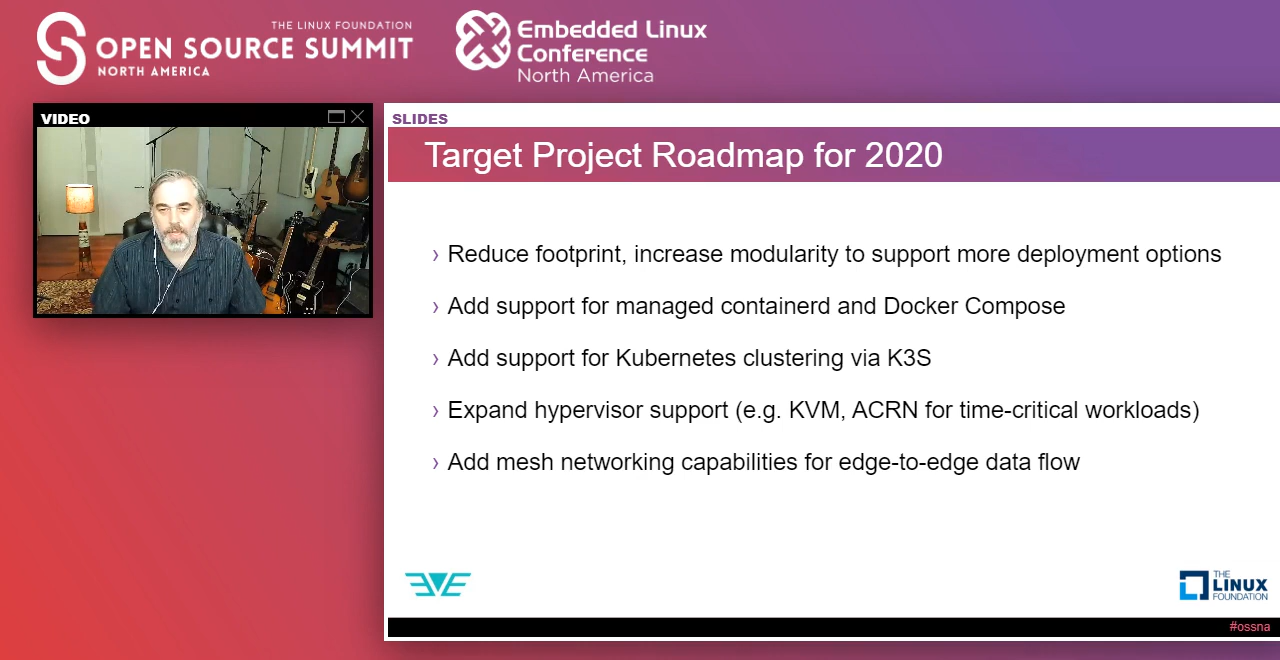 THE LINUX FOUNDATION
OPEN SOURCE SUMMIT
NORTH AMERICA
Embedded Linux
Conference
North America
VIDEO
SLIDES
Target Project Roadmap for 2020
› Reduce footprint, increase modularity to support more deployment options
› Add support for managed containerd and Docker Compose
› Add support for Kubernetes clustering via K3S
› Expand hypervisor support (e.g. KVM, ACRN for time-critical workloads)
› Add mesh networking capabilities for edge-to-edge data flow
EVE
THE
LINUX
FOUNDATION
#ossna